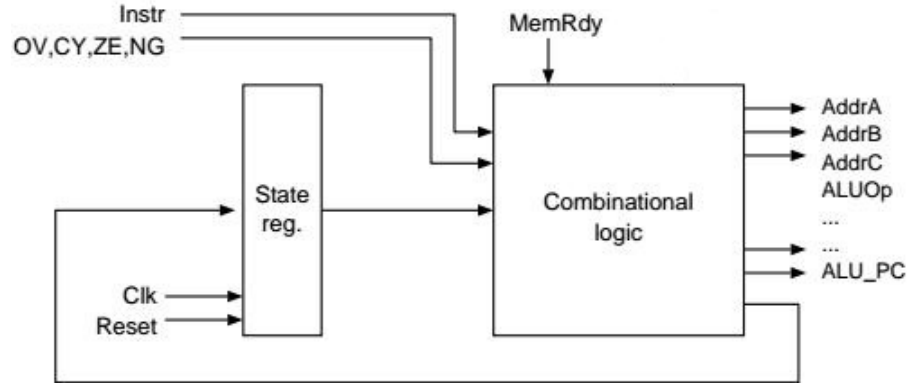 Instr
OV,CY,ZE,NG
MemRdy
AddrA
AddrB
AddrC
ALUOp
...
...
ALU_PC
State
reg.
Combinational
logic
Clk
Reset